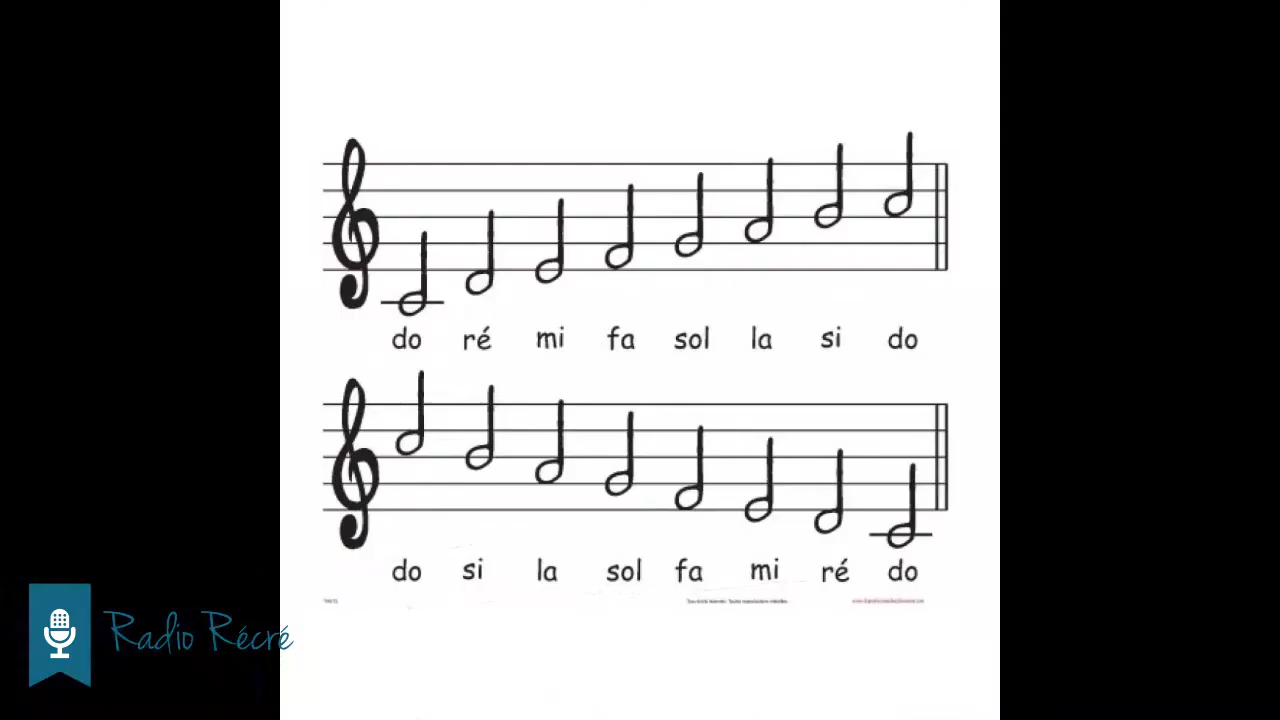 do ré mi fa sol la si do
do si la sol fa mi ré do
Radio Récré